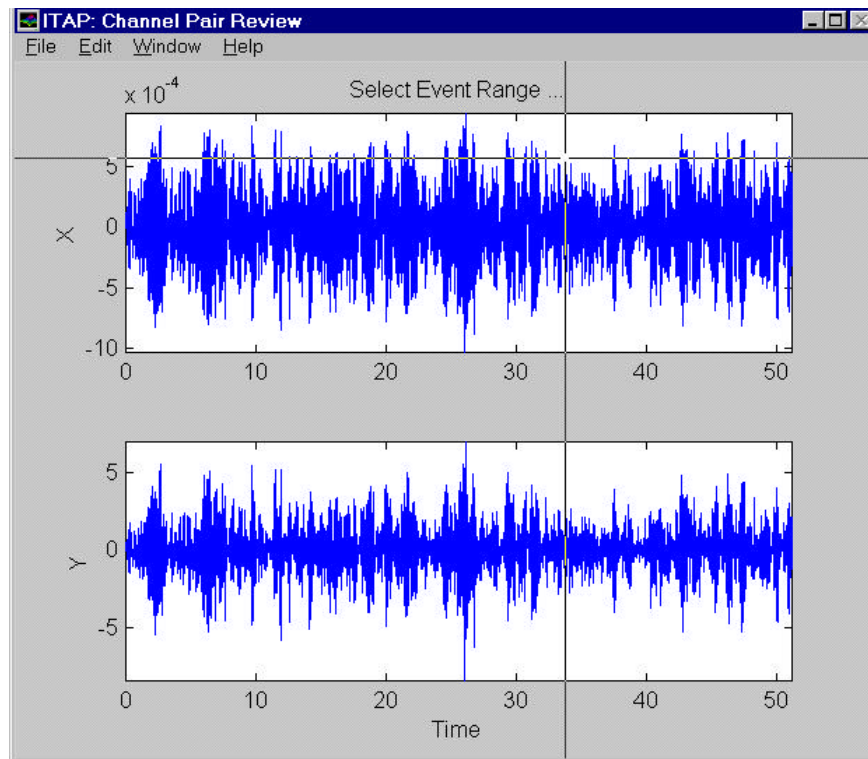 ITAP: Channel Pair Review
File Edit Window Help
Select Event Range ...
x 10^-4
5
0
-5
-10
X
0 10 20 30 40 50
5
0
-5
Y
0 10 20 30 40 50
Time